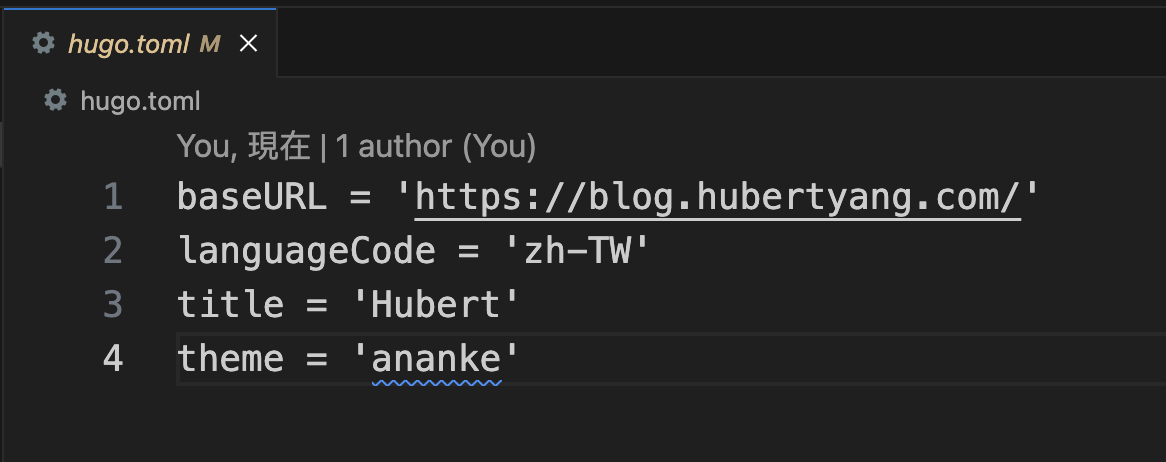 hugo.toml M
hugo.toml
You, 現在 | 1 author (You)
1 baseURL = 'https://blog.hubertyang.com/'
2 languageCode = 'zh-TW'
3 title = 'Hubert'
4 theme = 'ananke'